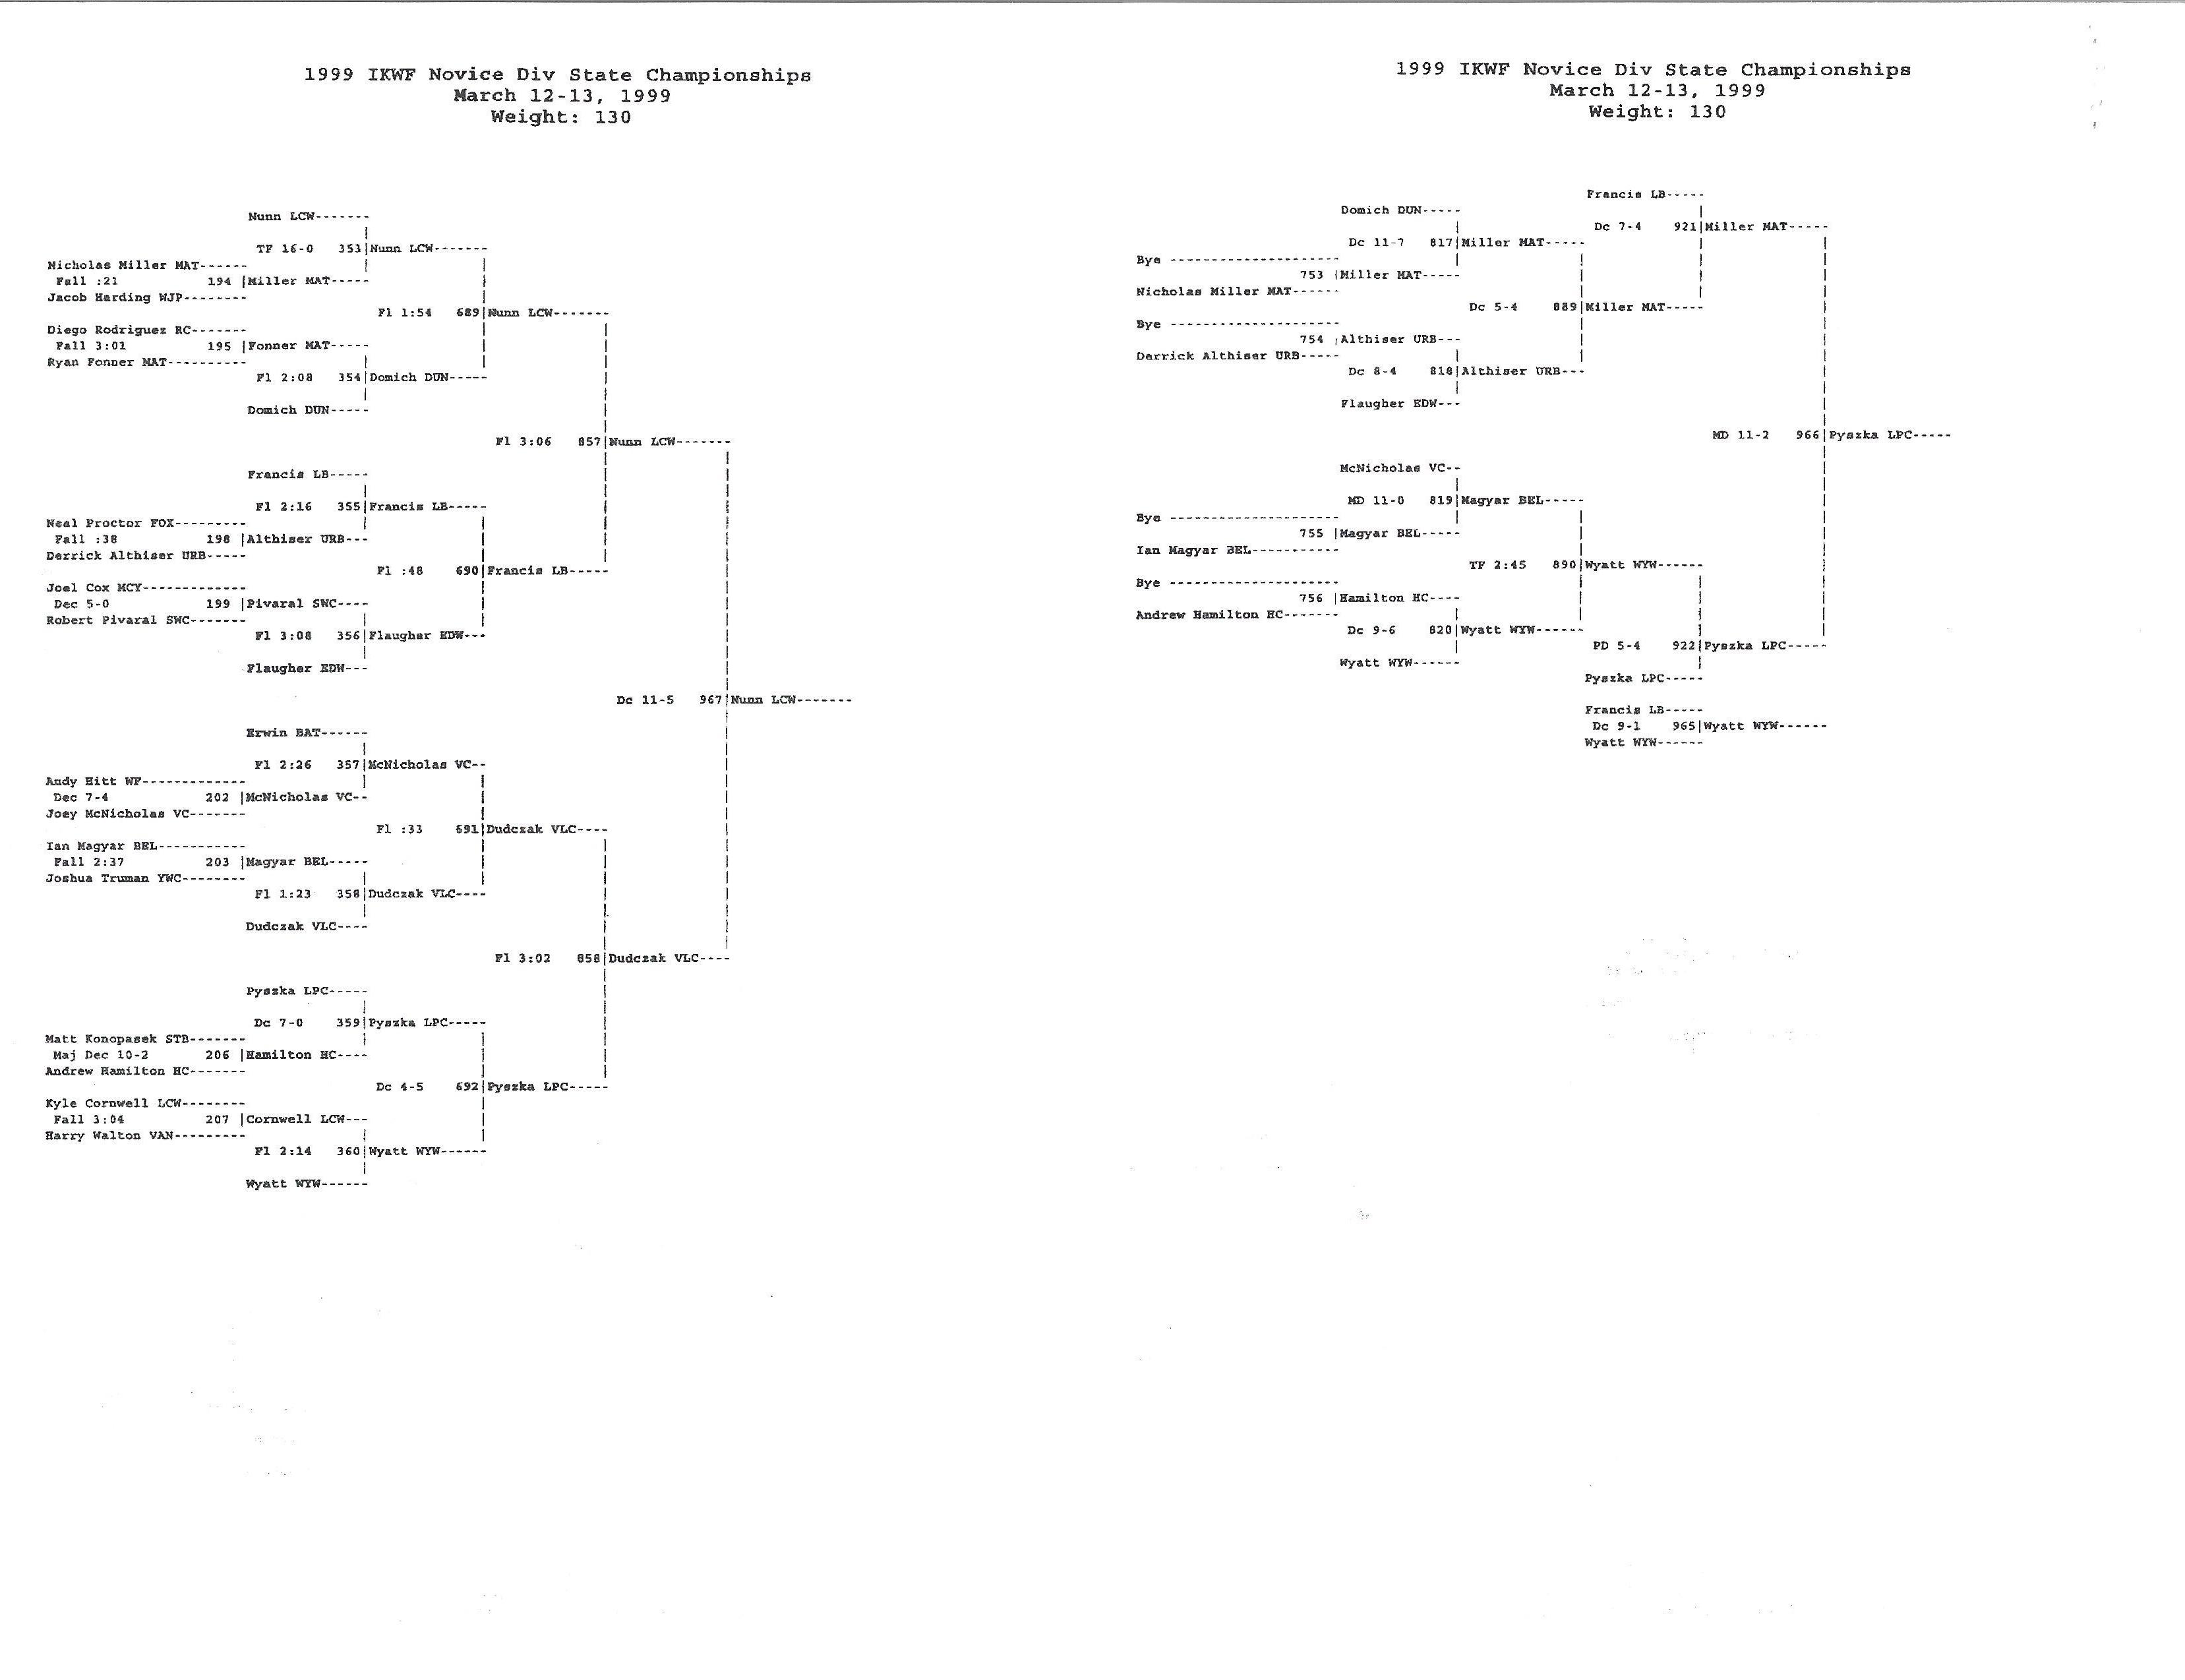 1999 IKWF Novice Div State Championships
March 12-13, 1999
Weight: 130
Nunn LCW-------
TF 16-0 353|Nunn LCW-------
Nicholas Miller MAT------
Fall :21 194 |Miller MAT-----
Jacob Harding WJP--------
Fl 1:54 689|Nunn LCW-------
Diego Rodriguez RC-------
Fall 3:01 195 |Fonner MAT-----
Ryan Fonner MAT----------
Fl 2:08 354|Domich DUN-----
Domich DUN-----
Fl 3:06 857|Nunn LCW-------
Francis LB-----
Fl 2:16 355|Francis LB-----
Neal Proctor FOX---------
Fall :38 198 |Althiser URB---
Derrick Althiser URB-----
Fl :48 690|Francis LB-----
Joel Cox MCY-------------
Dec 5-0 199 |Pivaral SWC----
Robert Pivaral SWC-------
Fl 3:08 356|Flaugher EDW---
Flaugher EDW---
Dc 11-5 967|Nunn LCW-------
Erwin BAT------
Fl 2:26 357|McNicholas VC--
Andy Hitt WF-------------
Dec 7-4 202 |McNicholas VC--
Joey McNicholas VC-------
Fl :33 691|Dudczak VLC----
Ian Magyar BEL-----------
Fall 2:37 203 |Magyar BEL-----
Joshua Truman YWC--------
Fl 1:23 358|Dudczak VLC----
Dudczak VLC----
Fl 3:02 858|Dudczak VLC----
Pyszka LPC-----
Dc 7-0 359|Pyszka LPC-----
Matt Konopasek STB-------
Maj Dec 10-2 206 |Hamilton HC----
Andrew Hamilton HC-------
Dc 4-5 692|Pyszka LPC-----
Kyle Cornwell LCW--------
Fall 3:04 207 |Cornwell LCW---
Harry Walton VAN---------
Fl 2:14 360|Wyatt WYW------
Wyatt WYW------
1999 IKWF Novice Div State Championships
March 12-13, 1999
Weight: 130
Francis LB-----
Domich DUN-----
Dc 7-4 921|Miller MAT-----
Dc 11-7 817|Miller MAT-----
Bye --------------------
753 |Miller MAT-----
Nicholas Miller MAT------
Dc 5-4 889|Miller MAT-----
Bye --------------------
754 |Althiser URB---
Derrick Althiser URB-----
Dc 8-4 818|Althiser URB---
Flaugher EDW---
MD 11-2 966|Pyszka LPC-----
McNicholas VC--
MD 11-0 819|Magyar BEL-----
Bye --------------------
755 |Magyar BEL-----
Ian Magyar BEL-----------
TF 2:45 890|Wyatt WYW------
Bye --------------------
756 |Hamilton HC----
Andrew Hamilton HC-------
Dc 9-6 820|Wyatt WYW------
PD 5-4 922|Pyszka LPC-----
Wyatt WYW------
Pyszka LPC-----
Francis LB-----
Dc 9-1 965|Wyatt WYW------
Wyatt WYW------